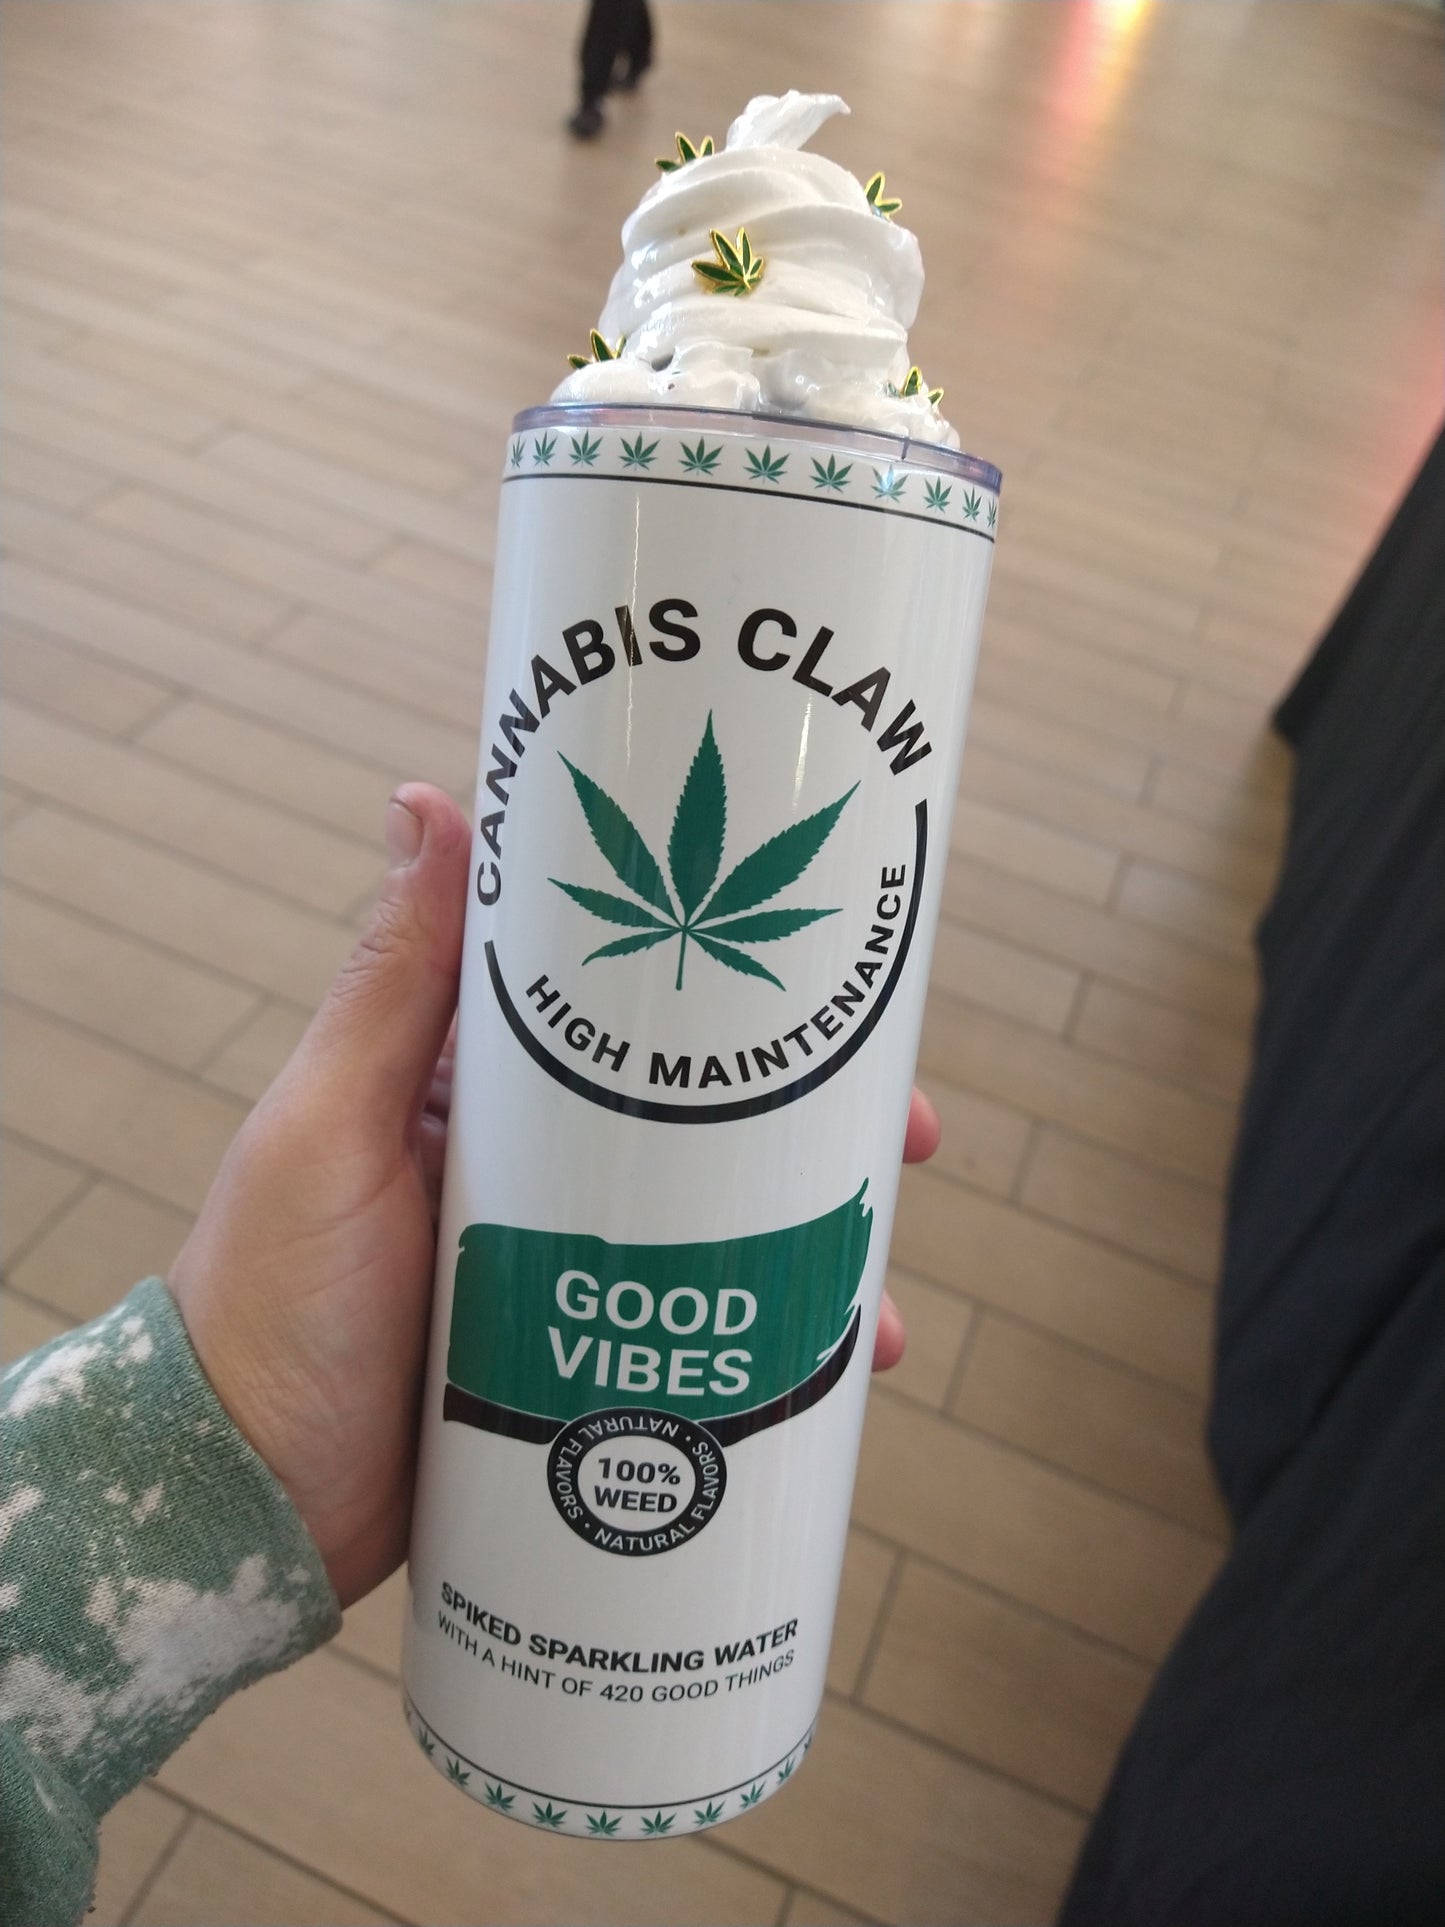 CANNABIS CLAW
HIGH MAINTENANCE
GOOD
VIBES
NATURAL FLAVORS • NATURAL FLAVORS •
100%
WEED
SPIKED SPARKLING WATER
WITH A HINT OF 420 GOOD THINGS